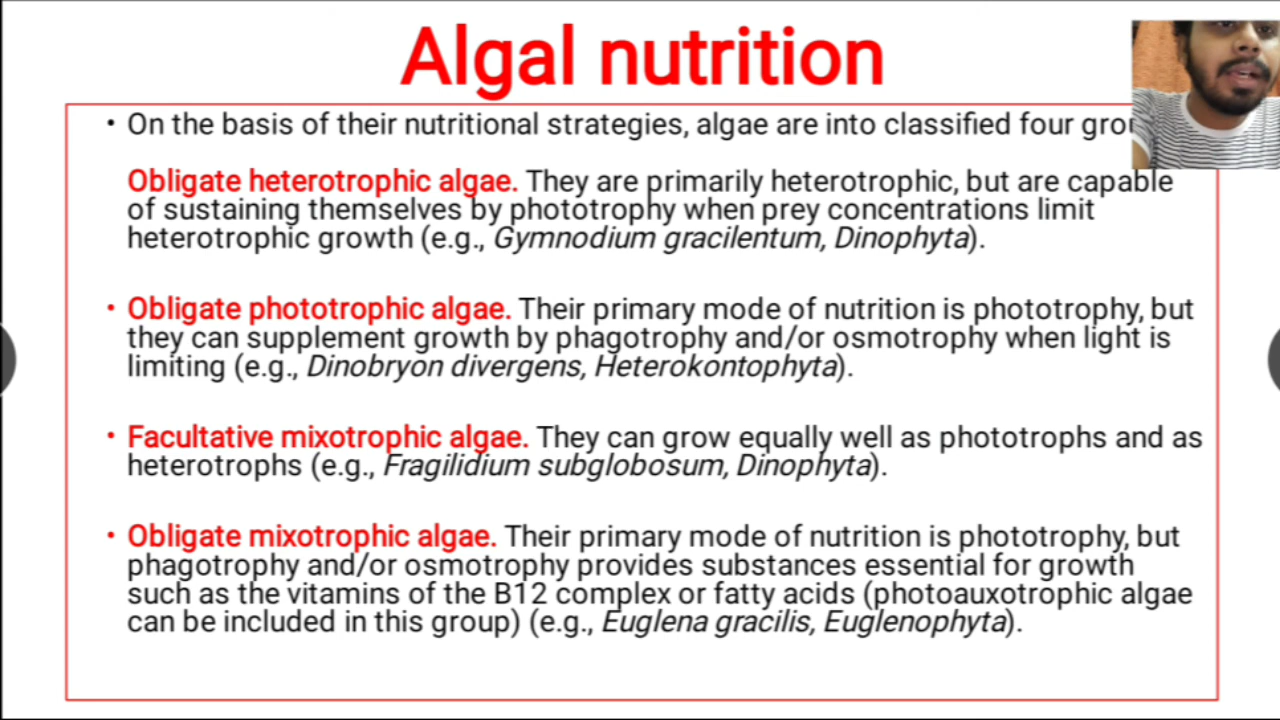 Algal nutrition
• On the basis of their nutritional strategies, algae are into classified four
Obligate heterotrophic algae. They are primarily heterotrophic, but are capable
of sustaining themselves by phototrophy when prey concentrations limit
heterotrophic growth (e.g., Gymnodium gracilentum, Dinophyta).
• Obligate phototrophic algae. Their primary mode of nutrition is phototrophy, but
they can supplement growth by phagotrophy and/or osmotrophy when light is
limiting (e.g., Dinobryon divergens, Heterokontophyta).
• Facultative mixotrophic algae. They can grow equally well as phototrophs and as
heterotrophs (e.g., Fragilidium subglobosum, Dinophyta).
• Obligate mixotrophic algae. Their primary mode of nutrition is phototrophy, but
phagotrophy and/or osmotrophy provides substances essential for growth
such as the vitamins of the B12 complex or fatty acids (photoauxotrophic algae
can be included in this group) (e.g., Euglena gracilis, Euglenophyta).